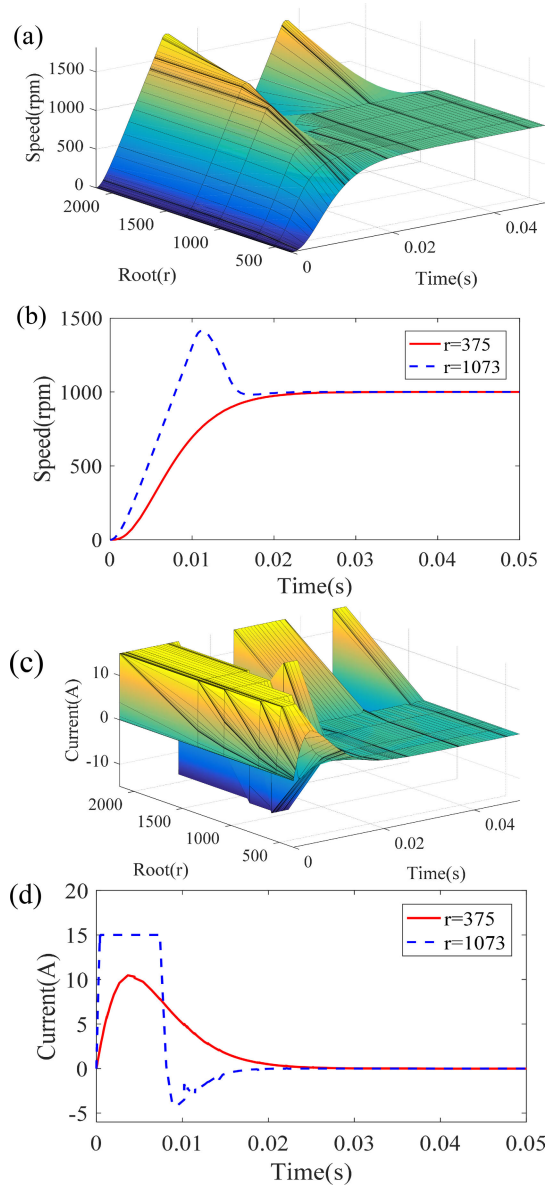 (a)
Speed(rpm)
1500
1000
500
0
2000
1500
1000
500
Root(r)
0
0.02
0.04
Time(s)
(b)
Speed(rpm)
1500
1000
500
0
r=375
r=1073
0
0.01
0.02
0.03
0.04
0.05
Time(s)
(c)
Current(A)
10
0
-10
2000
1500
1000
500
Root(r)
0
0.02
0.04
Time(s)
(d)
Current(A)
20
15
10
5
0
-5
r=375
r=1073
0
0.01
0.02
0.03
0.04
0.05
Time(s)